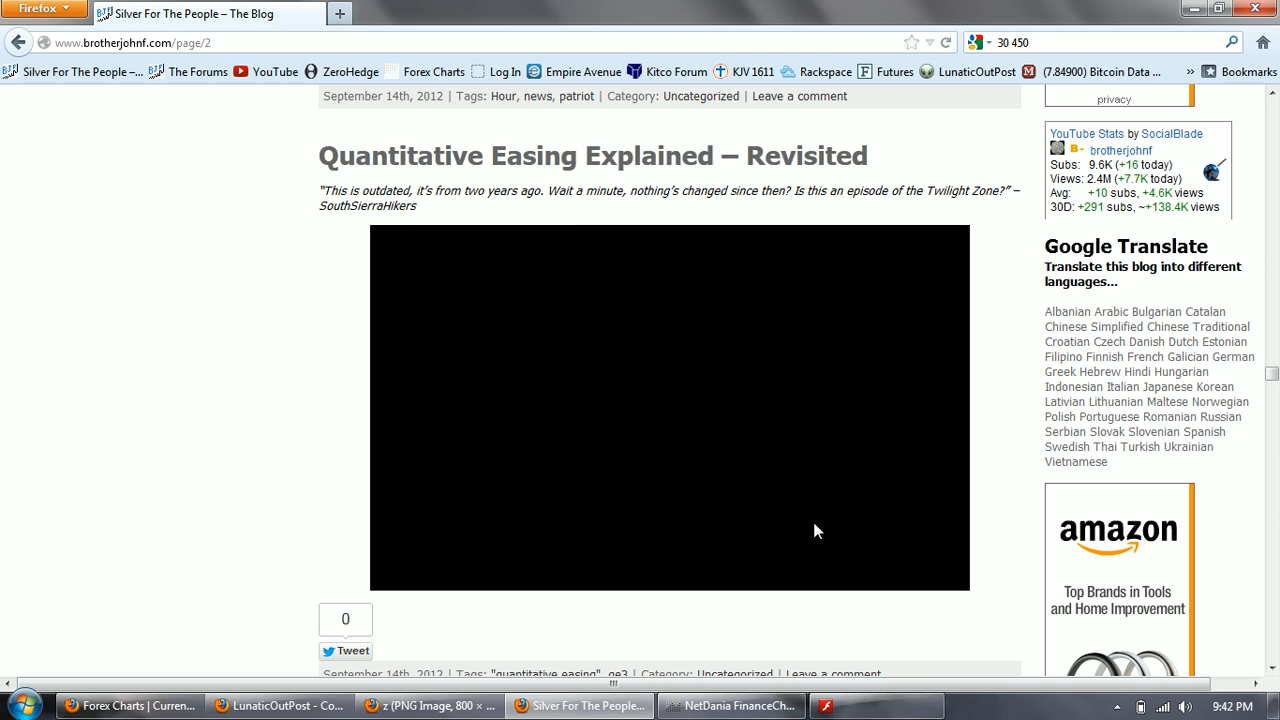 Firefox
Silver For The People – The Blog
www.brotherjohnf.com/page/2
30 450
Silver For The People –...
The Forums
YouTube
ZeroHedge
Forex Charts
Log In
Empire Avenue
Kitco Forum
KJV 1611
Rackspace
Futures
LunaticOutPost
(7.84900) Bitcoin Data ...
»
Bookmarks
September 14th, 2012 | Tags: Hour, news, patriot | Category: Uncategorized | Leave a comment
Quantitative Easing Explained – Revisited
"This is outdated, it's from two years ago. Wait a minute, nothing's changed since then? Is this an episode of the Twilight Zone?" –
SouthSierraHikers
0
Tweet
September 14th, 2012 | Tags: "quantitative easing", qe3 | Category: Uncategorized | Leave a comment
privacy
YouTube Stats by SocialBlade
B- brotherjohnf
Subs: 9.6K (+16 today)
Views: 2.4M (+7.7K today)
Avg: +10 subs, +4.6K views
30D: +291 subs, ~+138.4K views
Google Translate
Translate this blog into different
languages...
Albanian Arabic Bulgarian Catalan
Chinese Simplified Chinese Traditional
Croatian Czech Danish Dutch Estonian
Filipino Finnish French Galician German
Greek Hebrew Hindi Hungarian
Indonesian Italian Japanese Korean
Latvian Lithuanian Maltese Norwegian
Polish Portuguese Romanian Russian
Serbian Slovak Slovenian Spanish
Swedish Thai Turkish Ukrainian
Vietnamese
amazon
Top Brands in Tools
and Home Improvement
Forex Charts | Curren...
LunaticOutPost - Co...
z (PNG Image, 800 × ...
Silver For The People...
NetDania FinanceCh...
9:42 PM